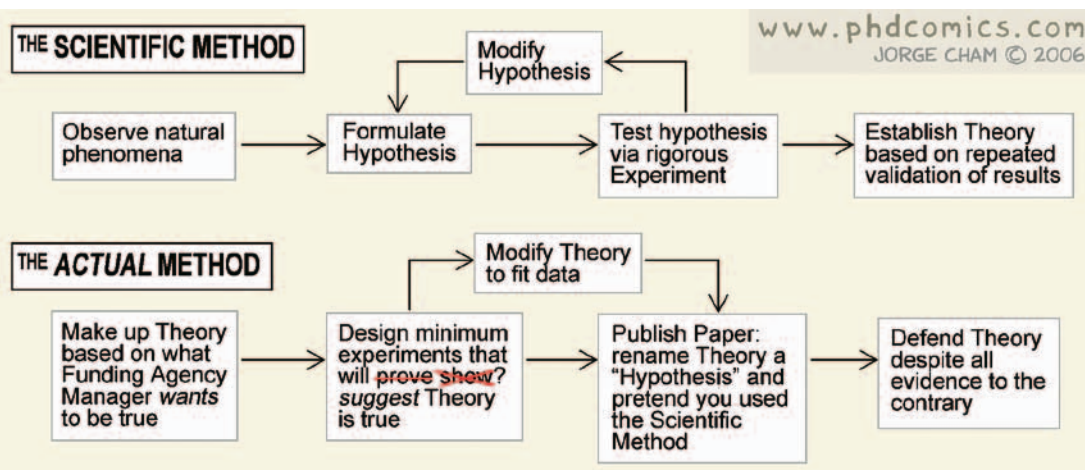 THE SCIENTIFIC METHOD
www.phdcomics.com
JORGE CHAM © 2006
Modify
Hypothesis
Observe natural
phenomena
Formulate
Hypothesis
Test hypothesis
via rigorous
Experiment
Establish Theory
based on repeated
validation of results
THE ACTUAL METHOD
Modify Theory
to fit data
Make up Theory
based on what
Funding Agency
Manager wants
to be true
Design minimum
experiments that
will prove show?
suggest Theory
is true
Publish Paper:
rename Theory a
“Hypothesis” and
pretend you used
the Scientific
Method
Defend Theory
despite all
evidence to the
contrary